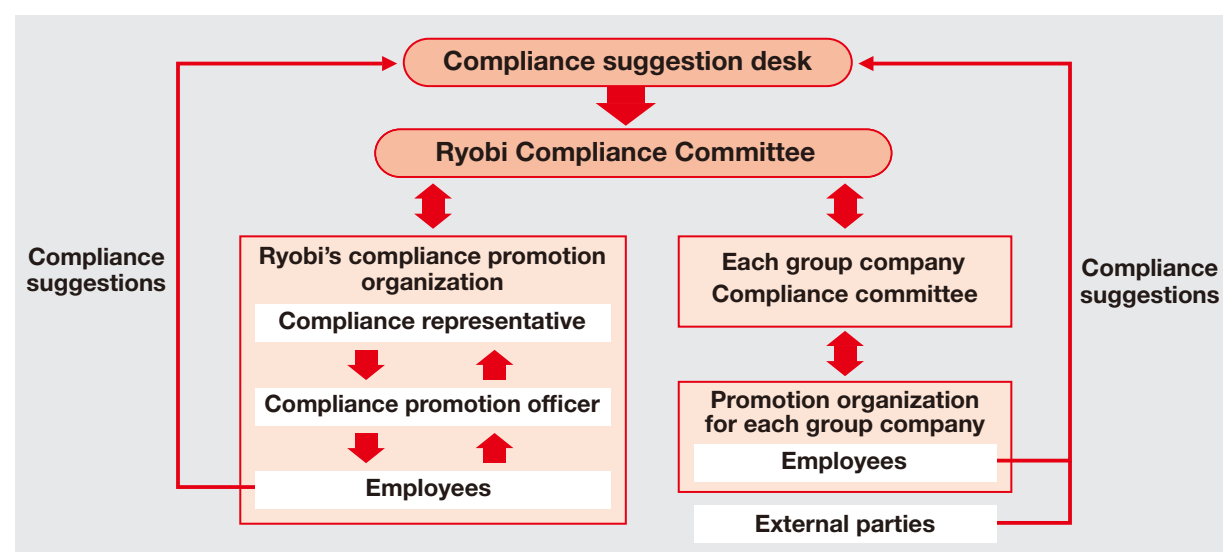 Compliance suggestion desk
Ryobi Compliance Committee
Compliance
suggestions
Ryobi’s compliance promotion
organization
Compliance representative
Compliance promotion officer
Employees
Each group company
Compliance committee
Promotion organization
for each group company
Employees
External parties
Compliance
suggestions